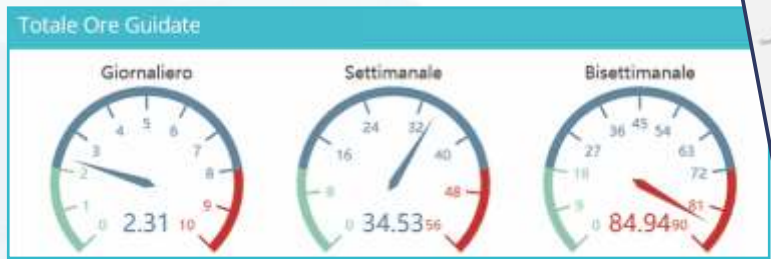 Totale Ore Guidate
Giornaliero
0 1 2 3 4 5 6 7 8 9 10
2.31
Settimanale
0 8 16 24 32 40 48 56
34.53
Bisettimanale
0 9 18 27 36 45 54 63 72 81 90
84.94